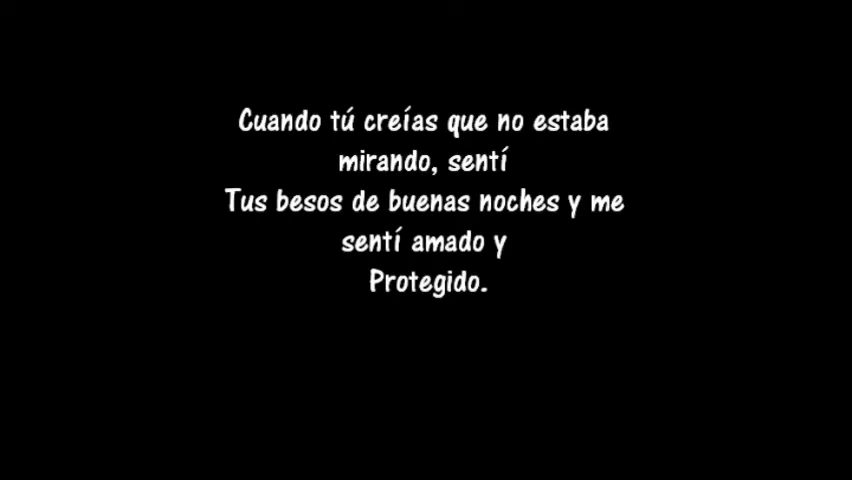 Cuando tú creías que no estaba
mirando, sentí
Tus besos de buenas noches y me
sentí amado y
Protegido.